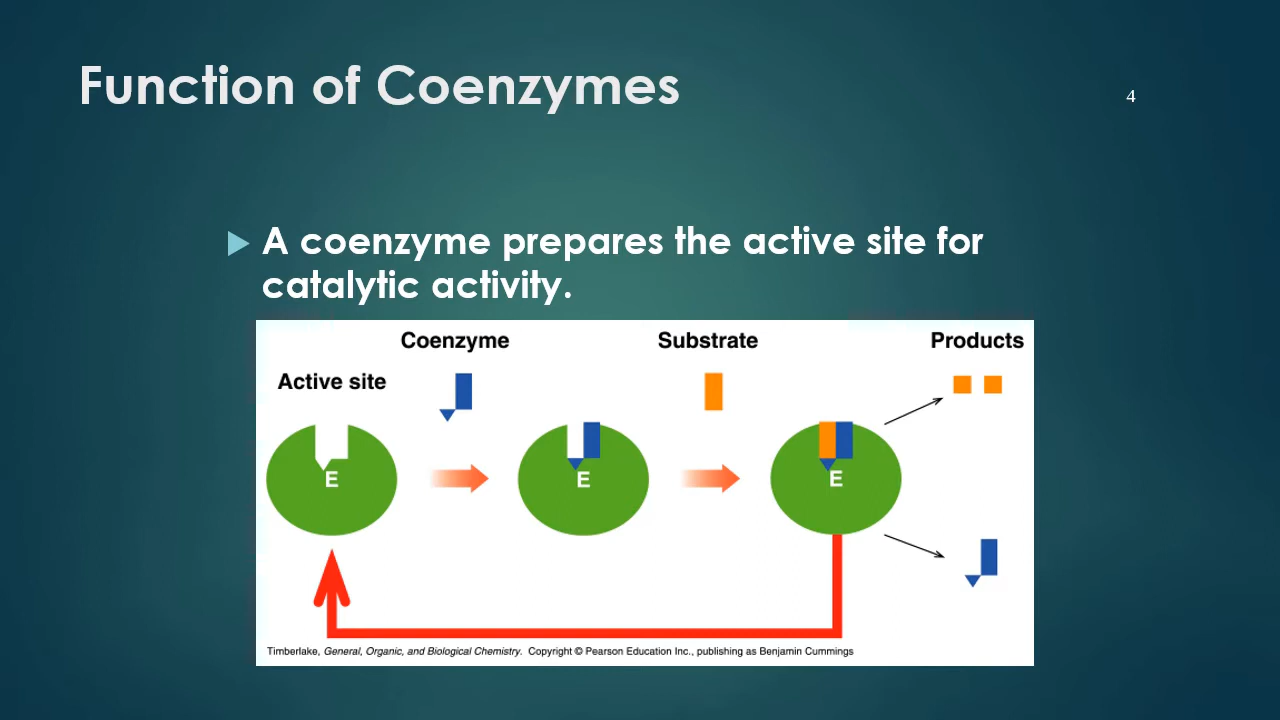 Function of Coenzymes
4
A coenzyme prepares the active site for
catalytic activity.
Coenzyme
Substrate
Products
Active site
E
E
E
Timberlake, General, Organic, and Biological Chemistry. Copyright © Pearson Education Inc., publishing as Benjamin Cummings